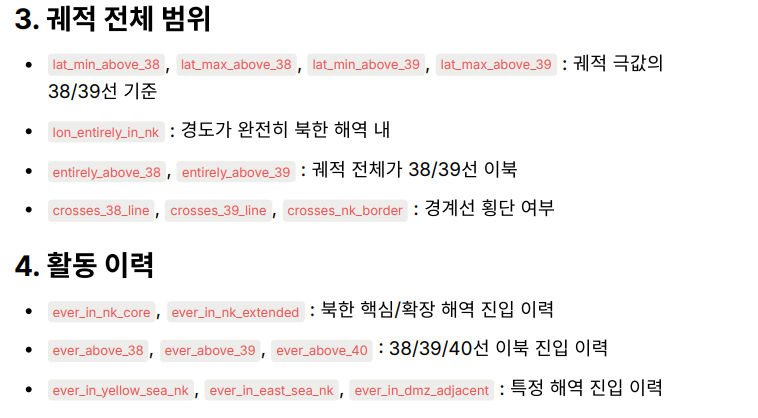 3. 궤적 전체 범위
• lat_min_above_38, lat_max_above_38, lat_min_above_39, lat_max_above_39 : 궤적 극값의
38/39선 기준
• lon_entirely_in_nk : 경도가 완전히 북한 해역 내
• entirely_above_38, entirely_above_39 : 궤적 전체가 38/39선 이북
• crosses_38_line, crosses_39_line, crosses_nk_border : 경계선 횡단 여부
4. 활동 이력
• ever_in_nk_core, ever_in_nk_extended : 북한 핵심/확장 해역 진입 이력
• ever_above_38, ever_above_39, ever_above_40 : 38/39/40선 이북 진입 이력
• ever_in_yellow_sea_nk, ever_in_east_sea_nk, ever_in_dmz_adjacent : 특정 해역 진입 이력